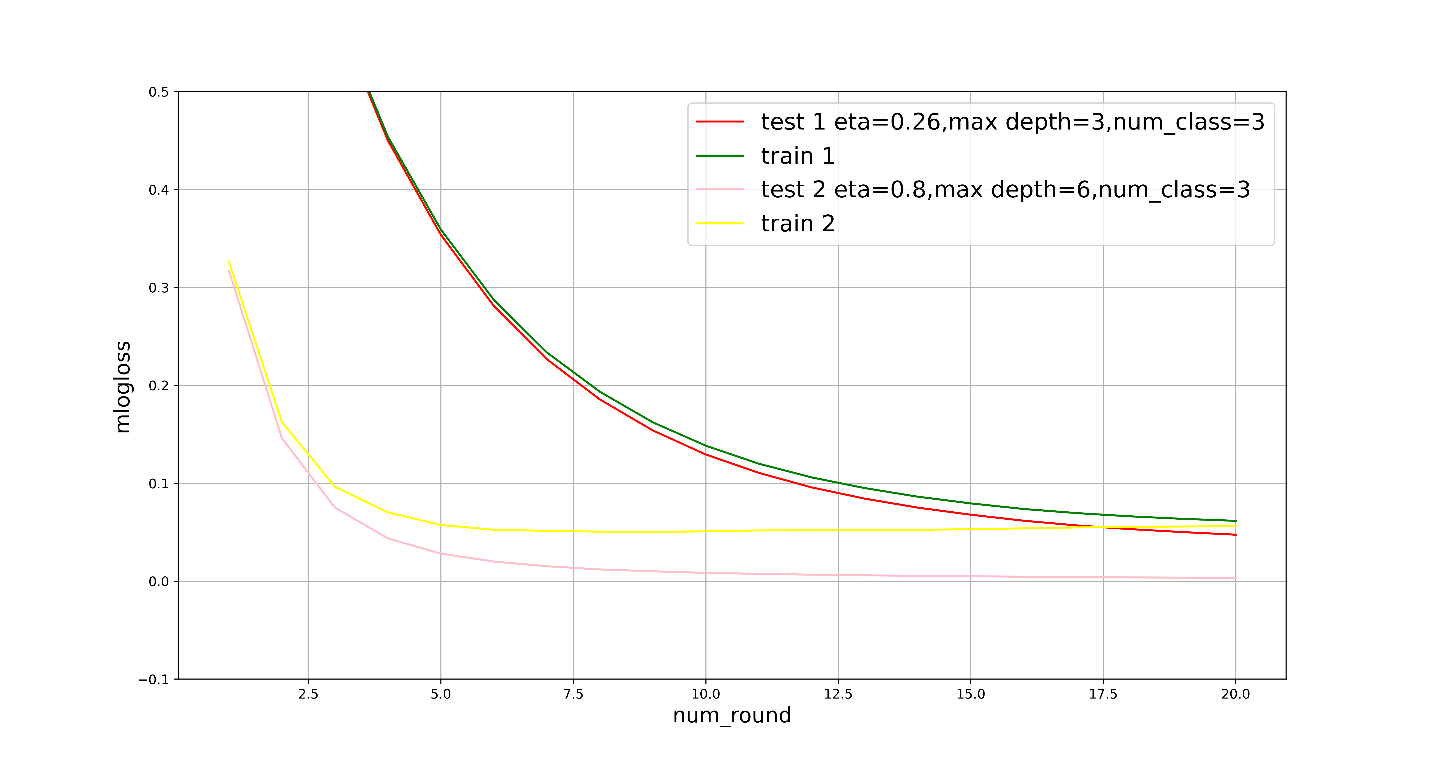 0.5
0.4
0.3
0.2
0.1
0.0
−0.1
mlogloss
test 1 eta=0.26,max depth=3,num_class=3
train 1
test 2 eta=0.8,max depth=6,num_class=3
train 2
2.5 5.0 7.5 10.0 12.5 15.0 17.5 20.0
num_round